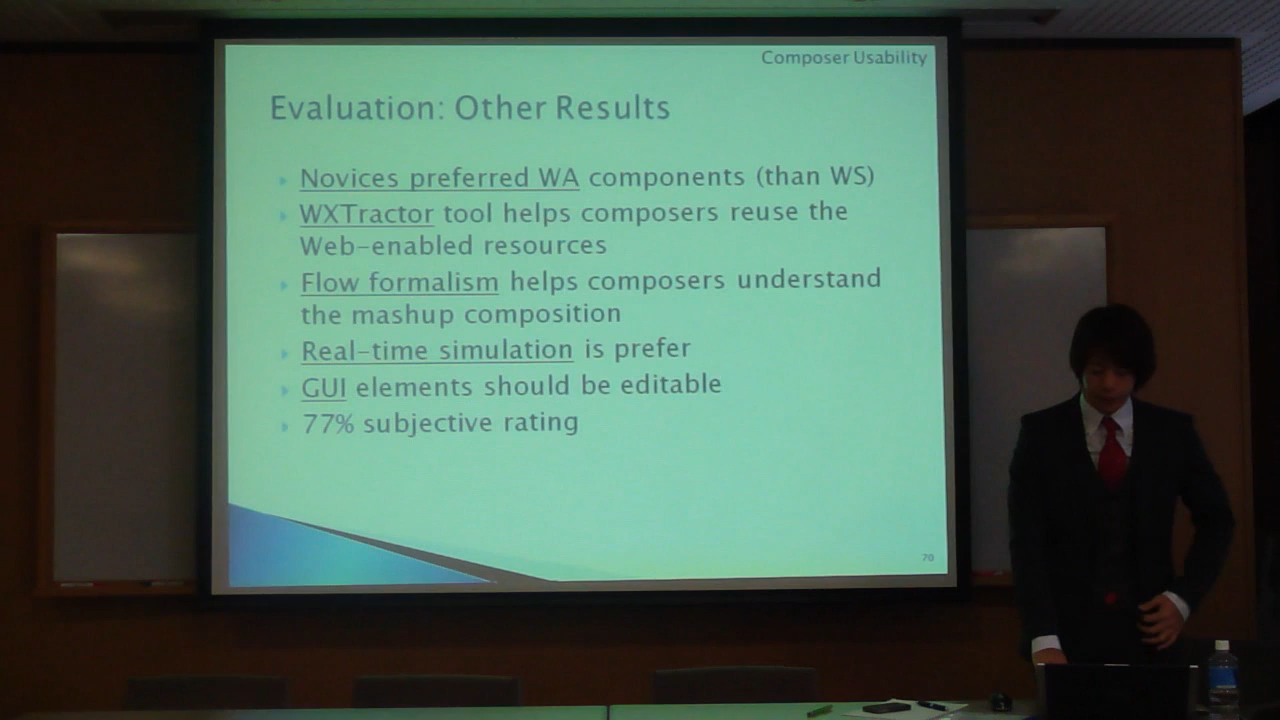 Composer Usability
Evaluation: Other Results
Novices preferred WA components (than WS)
WXTractor tool helps composers reuse the
Web-enabled resources
Flow formalism helps composers understand
the mashup composition
Real-time simulation is prefer
GUI elements should be editable
77% subjective rating
70